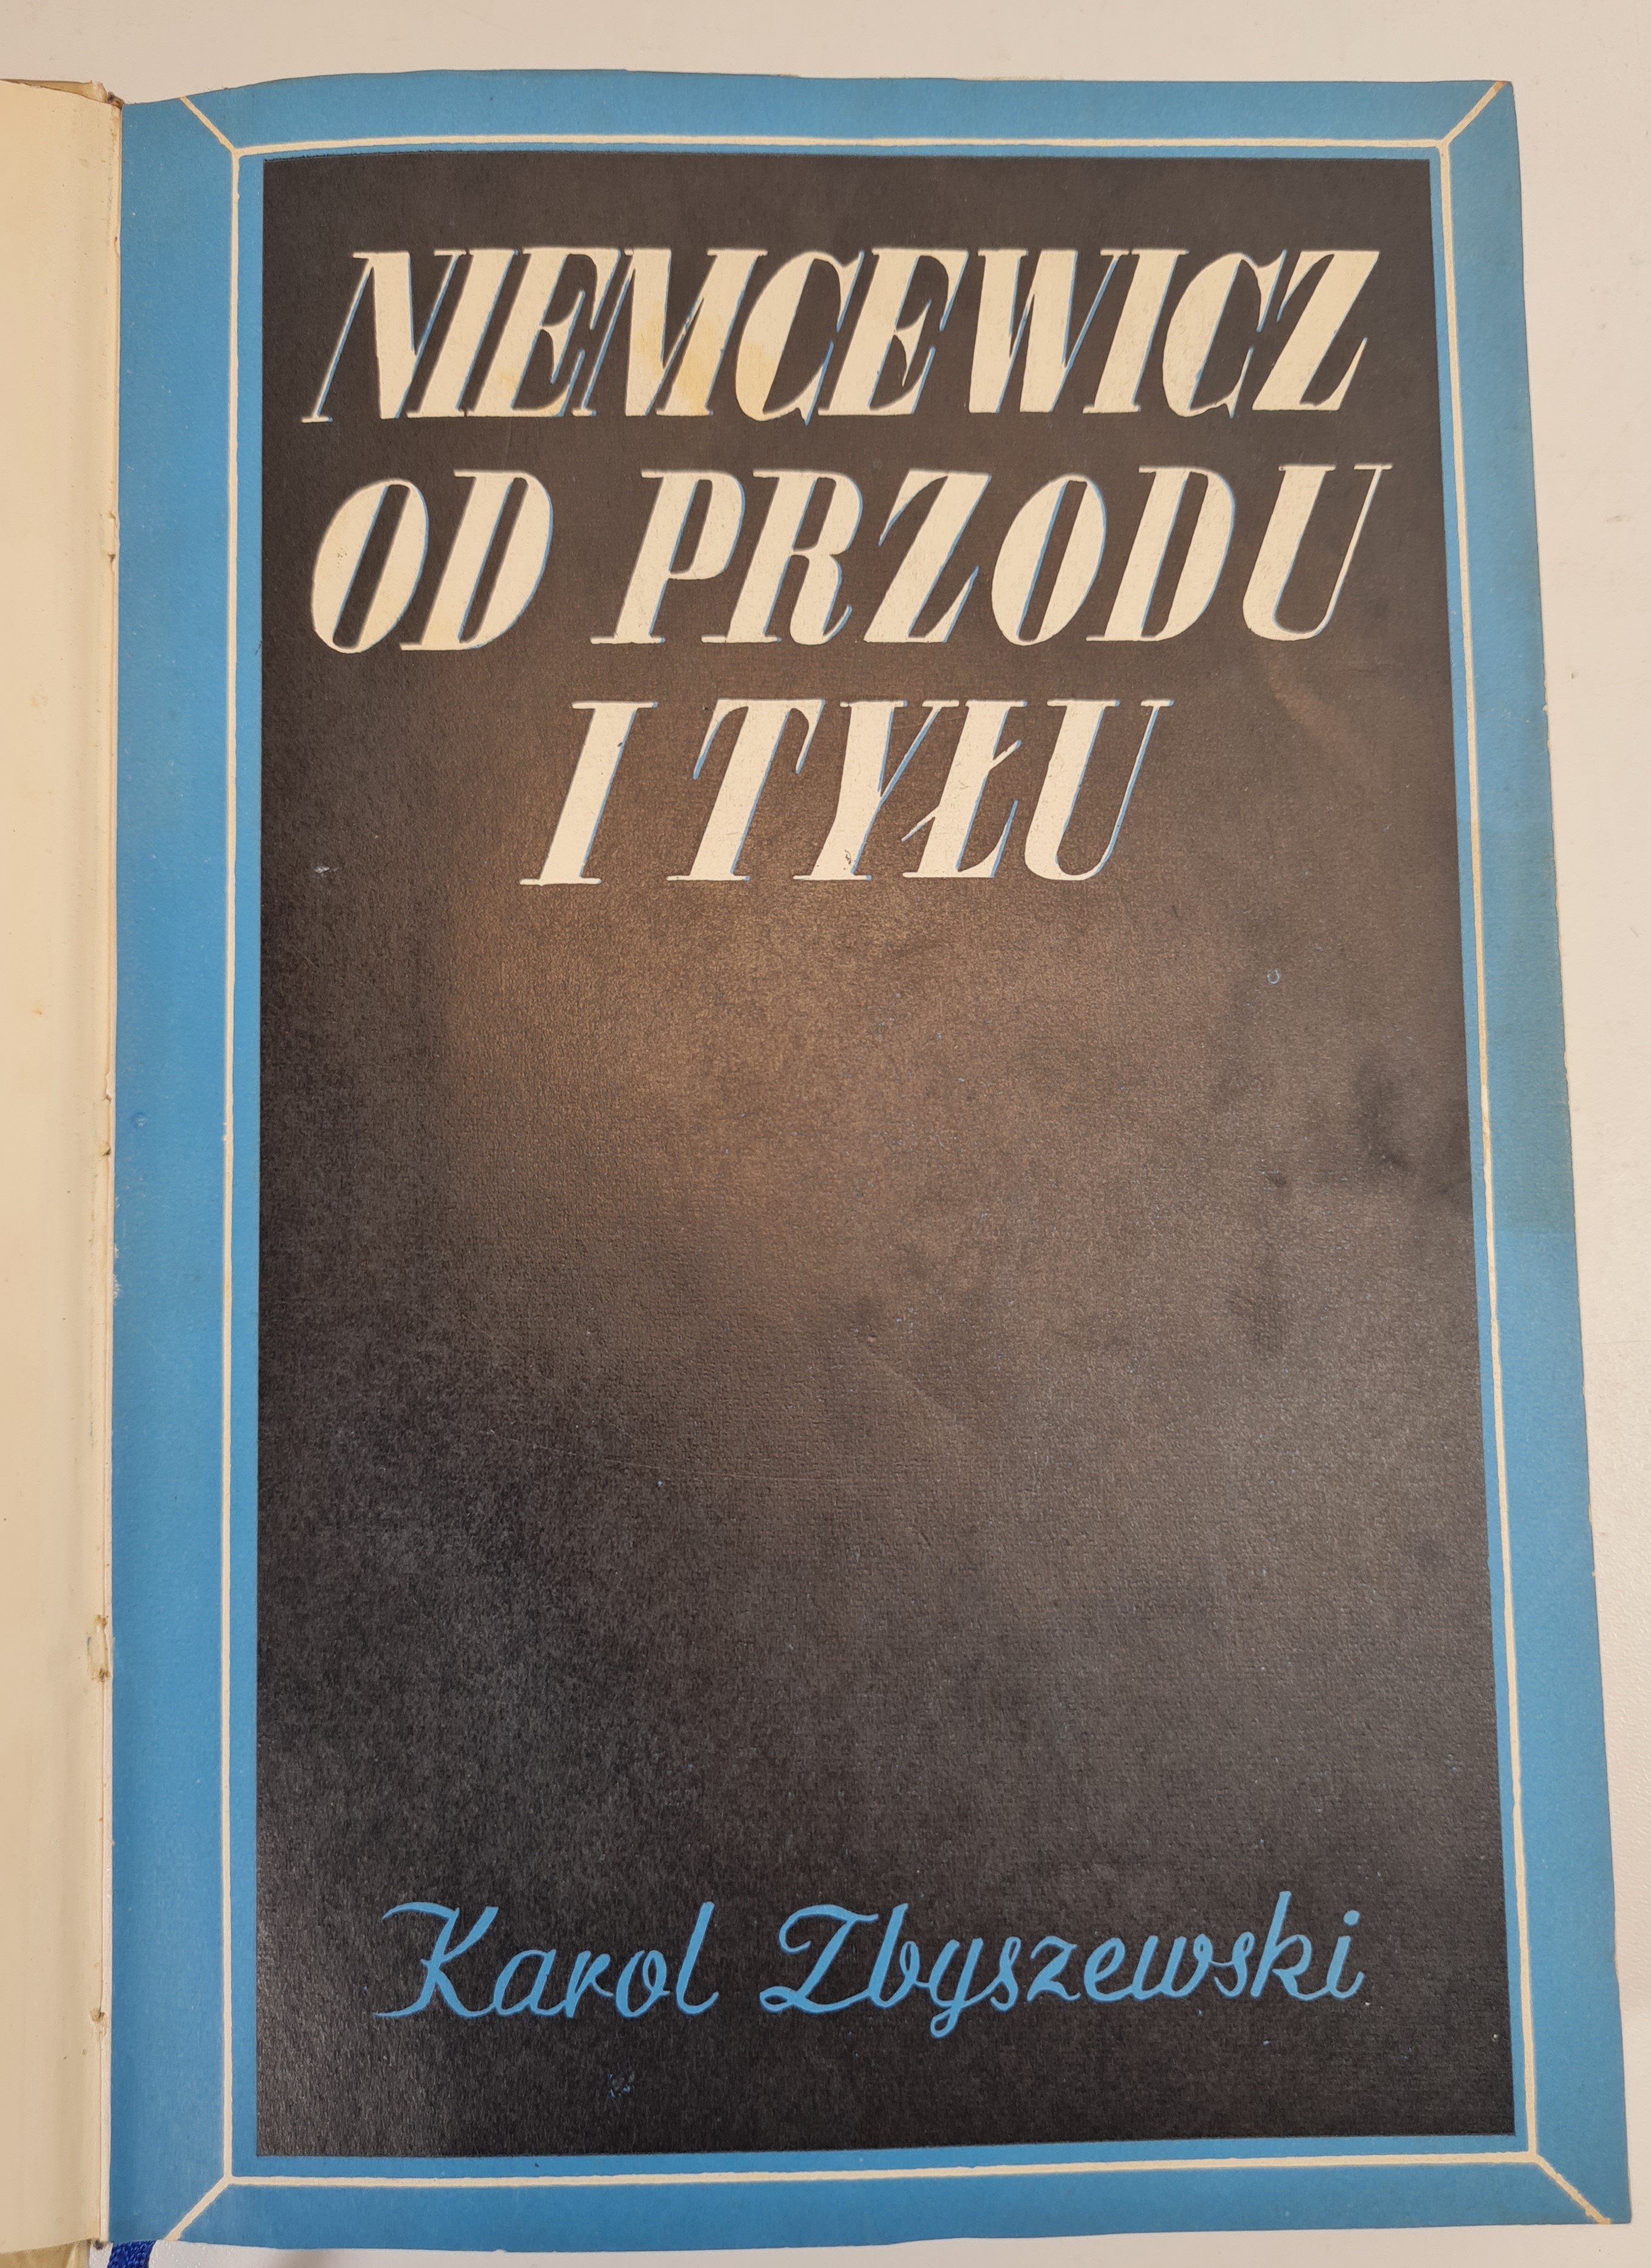 NIEMCEWICZ
OD PRZODU
I TYŁU
Karol Zbyszewski